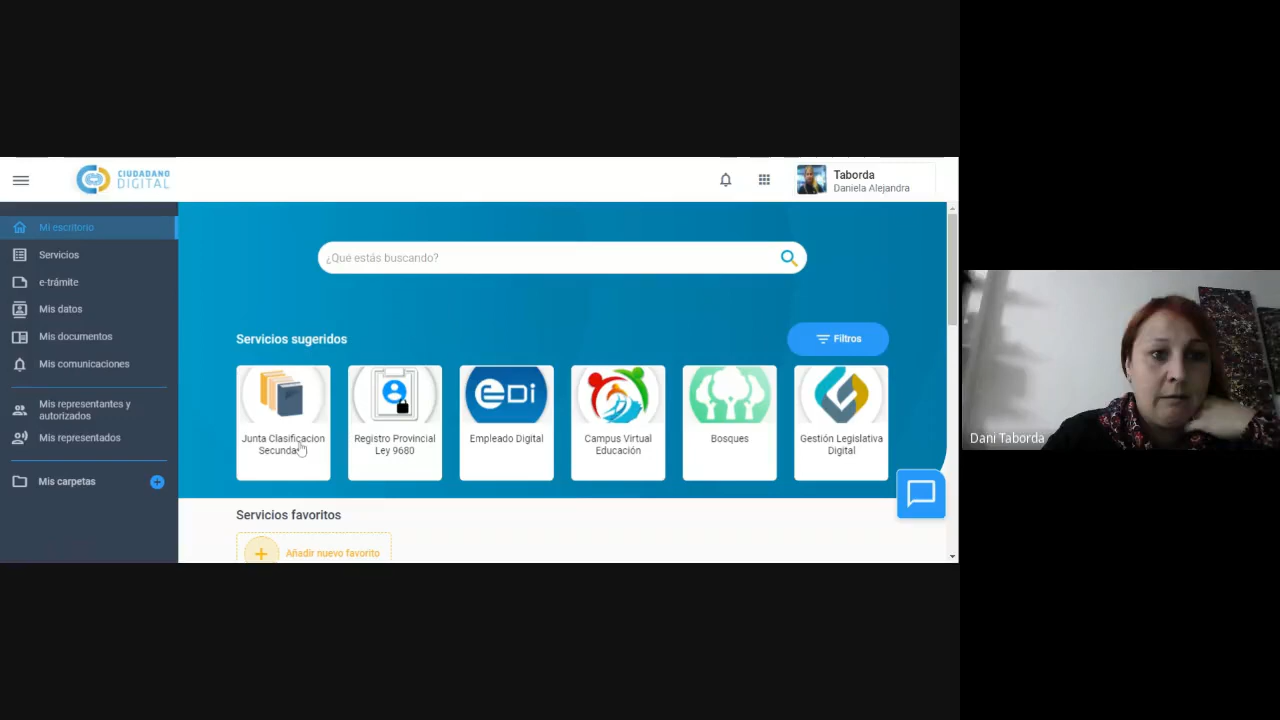 CIUDADANO
DIGITAL
Taborda
Daniela Alejandra
Mi escritorio
Servicios
e-trámite
Mis datos
Mis documentos
Mis comunicaciones
Mis representantes y
autorizados
Mis representados
Mis carpetas
¿Qué estás buscando?
Servicios sugeridos
Filtros
eDi
Junta Clasificacion
Registro Provincial
Ley 9680
Empleado Digital
Campus Virtual
Educación
Bosques
Gestión Legislativa
Digital
Servicios favoritos
Añadir nuevo favorito
Dani Taborda